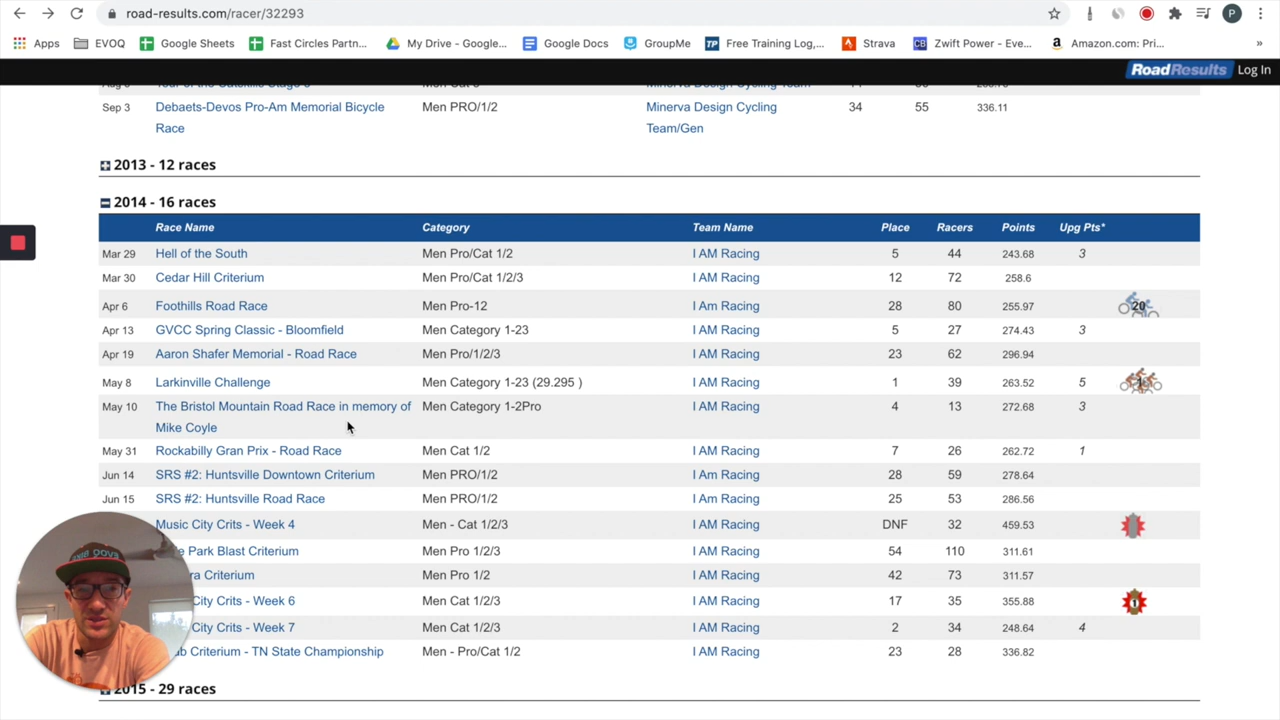 road-results.com/racer/32293
P
Apps EVOQ Google Sheets Fast Circles Partn... My Drive - Google... Google Docs GroupMe TP Free Training Log,... Strava CB Zwift Power - Eve... a Amazon.com: Pri... »
RoadResults Log In
Sep 3 Debaets-Devos Pro-Am Memorial Bicycle Men PRO/1/2 Minerva Design Cycling 34 55 336.11
Race Team/Gen
2013 - 12 races
2014 - 16 races
Race Name Category Team Name Place Racers Points Upg Pts*
Mar 29 Hell of the South Men Pro/Cat 1/2 I AM Racing 5 44 243.68 3
Mar 30 Cedar Hill Criterium Men Pro/Cat 1/2/3 I AM Racing 12 72 258.6
Apr 6 Foothills Road Race Men Pro-12 I Am Racing 28 80 255.97 20
Apr 13 GVCC Spring Classic - Bloomfield Men Category 1-23 I AM Racing 5 27 274.43 3
Apr 19 Aaron Shafer Memorial - Road Race Men Pro/1/2/3 I AM Racing 23 62 296.94
May 8 Larkinville Challenge Men Category 1-23 (29.295 ) I AM Racing 1 39 263.52 5 1
May 10 The Bristol Mountain Road Race in memory of Men Category 1-2Pro I AM Racing 4 13 272.68 3
Mike Coyle
May 31 Rockabilly Gran Prix - Road Race Men Cat 1/2 I AM Racing 7 26 262.72 1
Jun 14 SRS #2: Huntsville Downtown Criterium Men PRO/1/2 I Am Racing 28 59 278.64
Jun 15 SRS #2: Huntsville Road Race Men PRO/1/2 I Am Racing 25 53 286.56
Music City Crits - Week 4 Men - Cat 1/2/3 I AM Racing DNF 32 459.53
Park Blast Criterium Men Pro 1/2/3 I AM Racing 54 110 311.61
Criterium Men Pro 1/2 I AM Racing 42 73 311.57
City Crits - Week 6 Men Cat 1/2/3 I AM Racing 17 35 355.88 1
City Crits - Week 7 Men Cat 1/2/3 I AM Racing 2 34 248.64 4
Criterium - TN State Championship Men - Pro/Cat 1/2 I AM Racing 23 28 336.82
2015 - 29 races